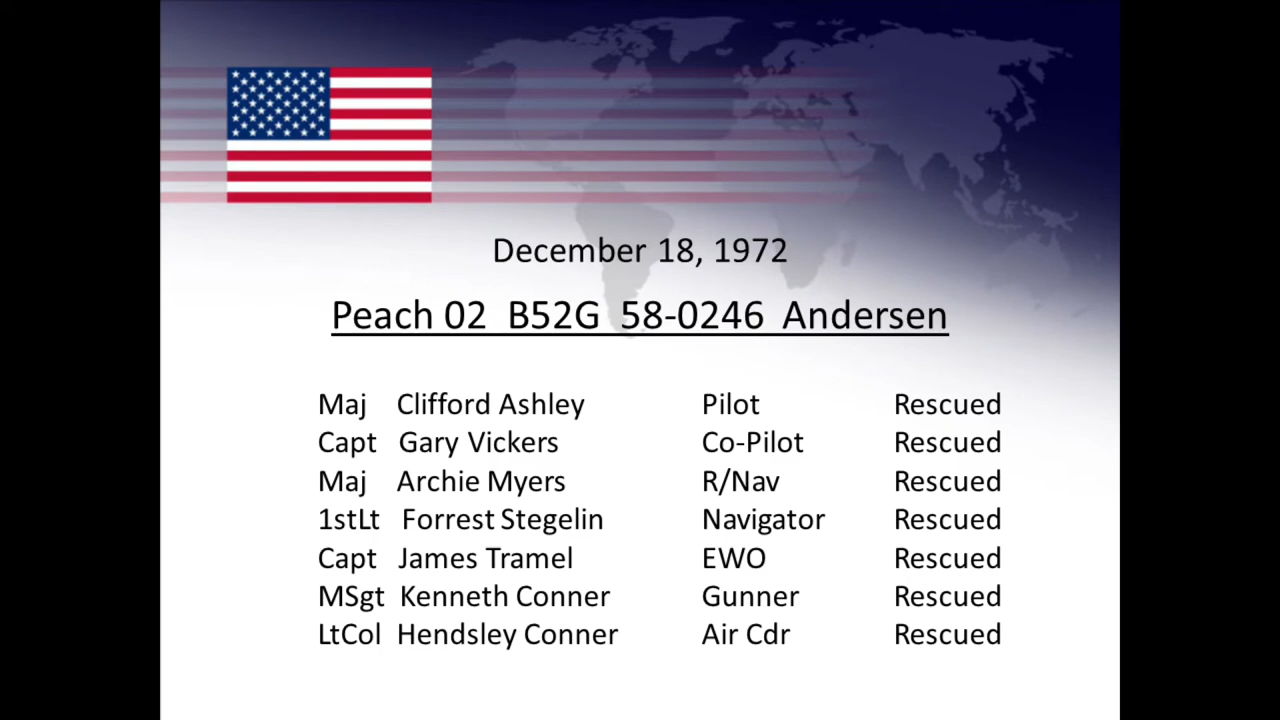 December 18, 1972
Peach 02 B52G 58-0246 Andersen
Maj Clifford Ashley Pilot Rescued
Capt Gary Vickers Co-Pilot Rescued
Maj Archie Myers R/Nav Rescued
1stLt Forrest Stegelin Navigator Rescued
Capt James Tramel EWO Rescued
MSgt Kenneth Conner Gunner Rescued
LtCol Hendsley Conner Air Cdr Rescued